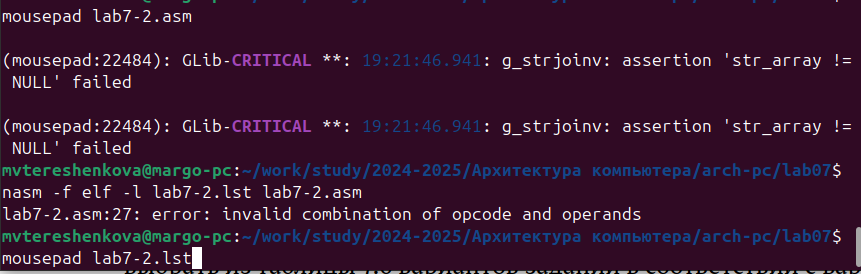 mousepad lab7-2.asm
(mousepad:22484): GLib-CRITICAL **: 19:21:46.941: g_strjoinv: assertion 'str_array !=
NULL' failed
(mousepad:22484): GLib-CRITICAL **: 19:21:46.941: g_strjoinv: assertion 'str_array !=
NULL' failed
mvtereshenkova@margo-pc:~/work/study/2024-2025/Архитектура компьютера/arch-pc/lab07$
nasm -f elf -l lab7-2.lst lab7-2.asm
lab7-2.asm:27: error: invalid combination of opcode and operands
mvtereshenkova@margo-pc:~/work/study/2024-2025/Архитектура компьютера/arch-pc/lab07$
mousepad lab7-2.lst